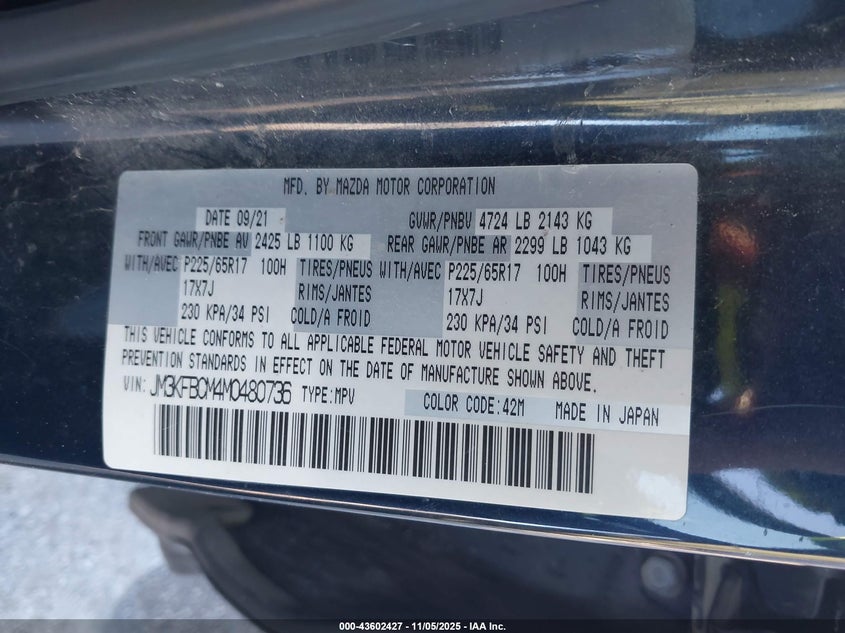 MFD. BY MAZDA MOTOR CORPORATION
DATE 09/21 GVWR/PNBV 4724 LB 2143 KG
FRONT GAWR/PNBE AV 2425 LB 1100 KG REAR GAWR/PNBE AR 2299 LB 1043 KG
WITH/AVEC P225/65R17 100H TIRES/PNEUS WITH/AVEC P225/65R17 100H TIRES/PNEUS
17X7J RIMS/JANTES 17X7J RIMS/JANTES
230 KPA/34 PSI COLD/A FROID 230 KPA/34 PSI COLD/A FROID
THIS VEHICLE CONFORMS TO ALL APPLICABLE FEDERAL MOTOR VEHICLE SAFETY AND THEFT
PREVENTION STANDARDS IN EFFECT ON THE DATE OF MANUFACTURE SHOWN ABOVE.
VIN: JM3KFBCM4M0480736 TYPE:MPV COLOR CODE:42M MADE IN JAPAN
000-43602427 - 11/05/2025 - IAA Inc.